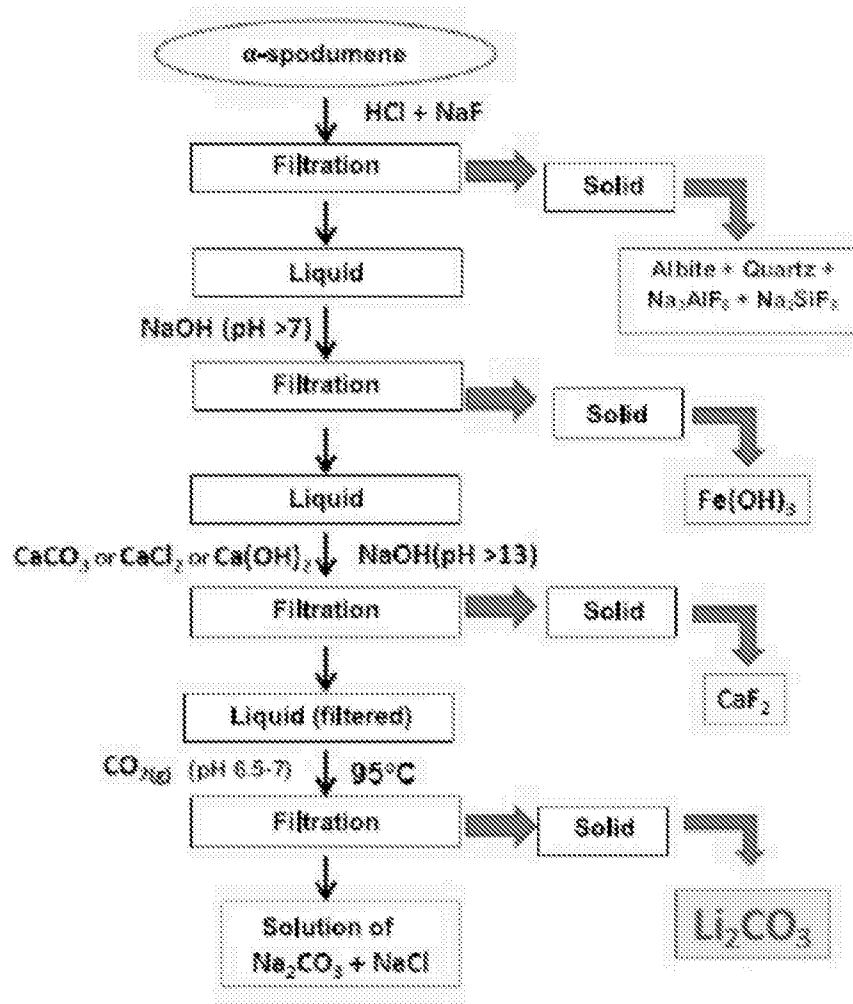 α-spodumene
HCl + NaF
Filtration
Solid
Liquid
Albite + Quartz +
NaOH (pH >7)
Filtration
Solid
Liquid
Fe(OH)₃
CaCO₃ or CaCl₂ or Ca(OH)₂ NaOH(pH >13)
Filtration
Solid
Liquid (filtered)
CaF₂
CO₂(g) (pH 6.5-7) 95°C
Filtration
Solid
Solution of
Na₂CO₃ + NaCl
Li₂CO₃